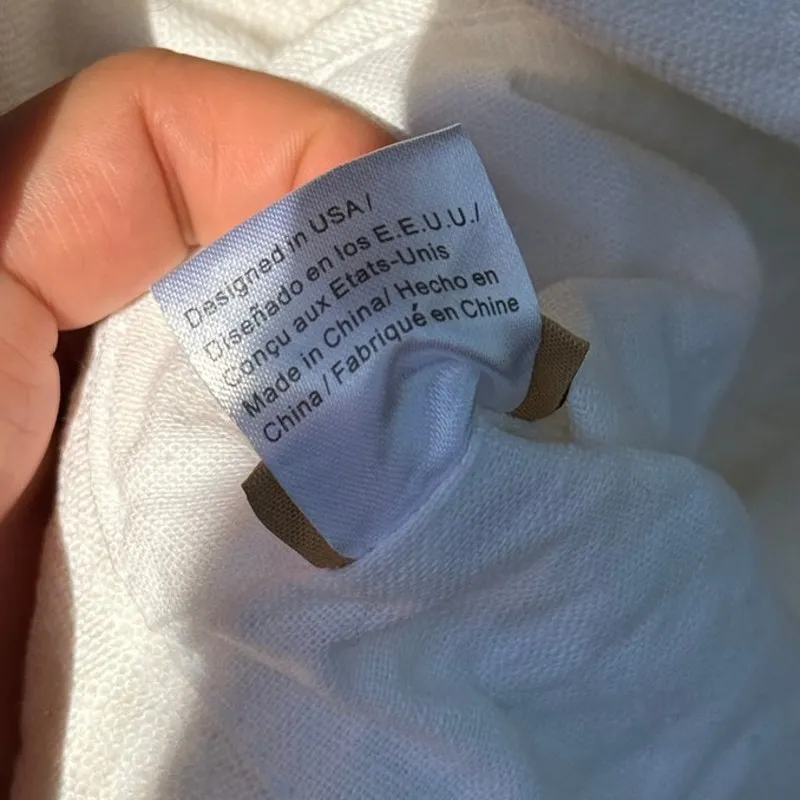 Designed in USA /
Diseñado en los E.E.U.U./
Conçu aux Etats-Unis
Made in China/ Hecho en
China / Fabriqué en Chine